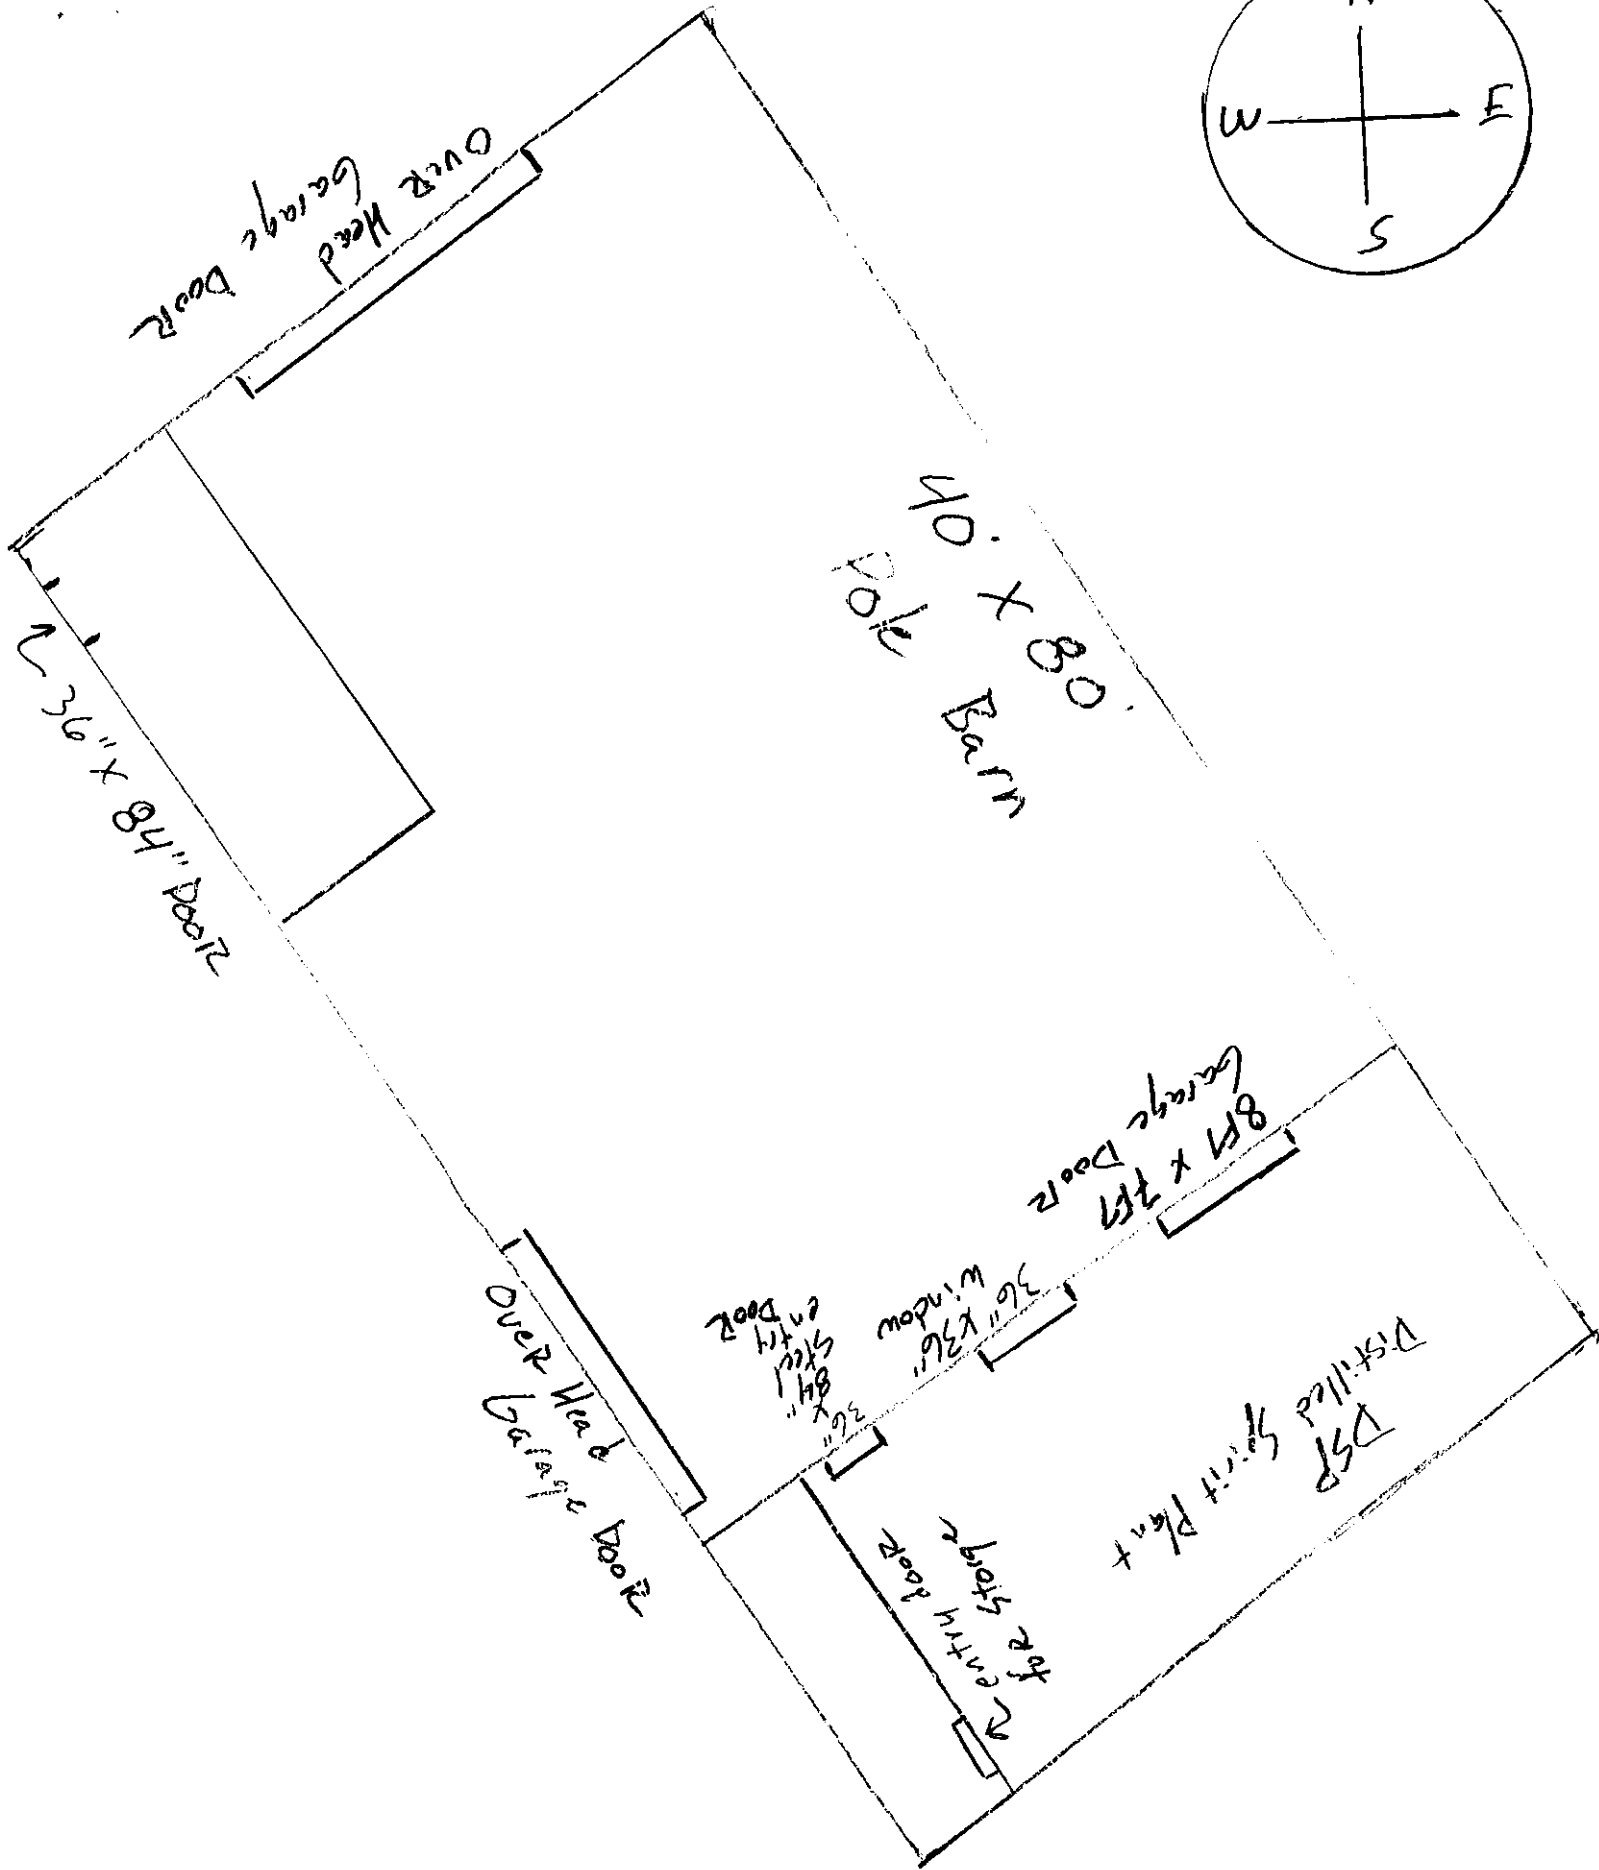 W
E
S
OVER Head
Garage DooR
40' X 80'
Pole Barn
36" X 84" DooR
8Ft X 7Ft
Garage DooR
36" X 36"
window
36"
X
84"
Steel
entry
DooR
OveR Head
Garage DooR
DSP
Distilled Spirit Plant
entry dooR
foR Storage